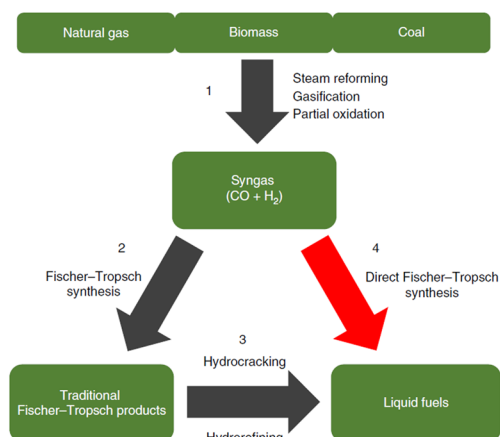 Natural gas
Biomass
Coal
1
Steam reforming
Gasification
Partial oxidation
Syngas
(CO + H₂)
2
Fischer–Tropsch
synthesis
4
Direct Fischer–Tropsch
synthesis
3
Hydrocracking
Traditional
Fischer–Tropsch products
Liquid fuels
Hydrorefining